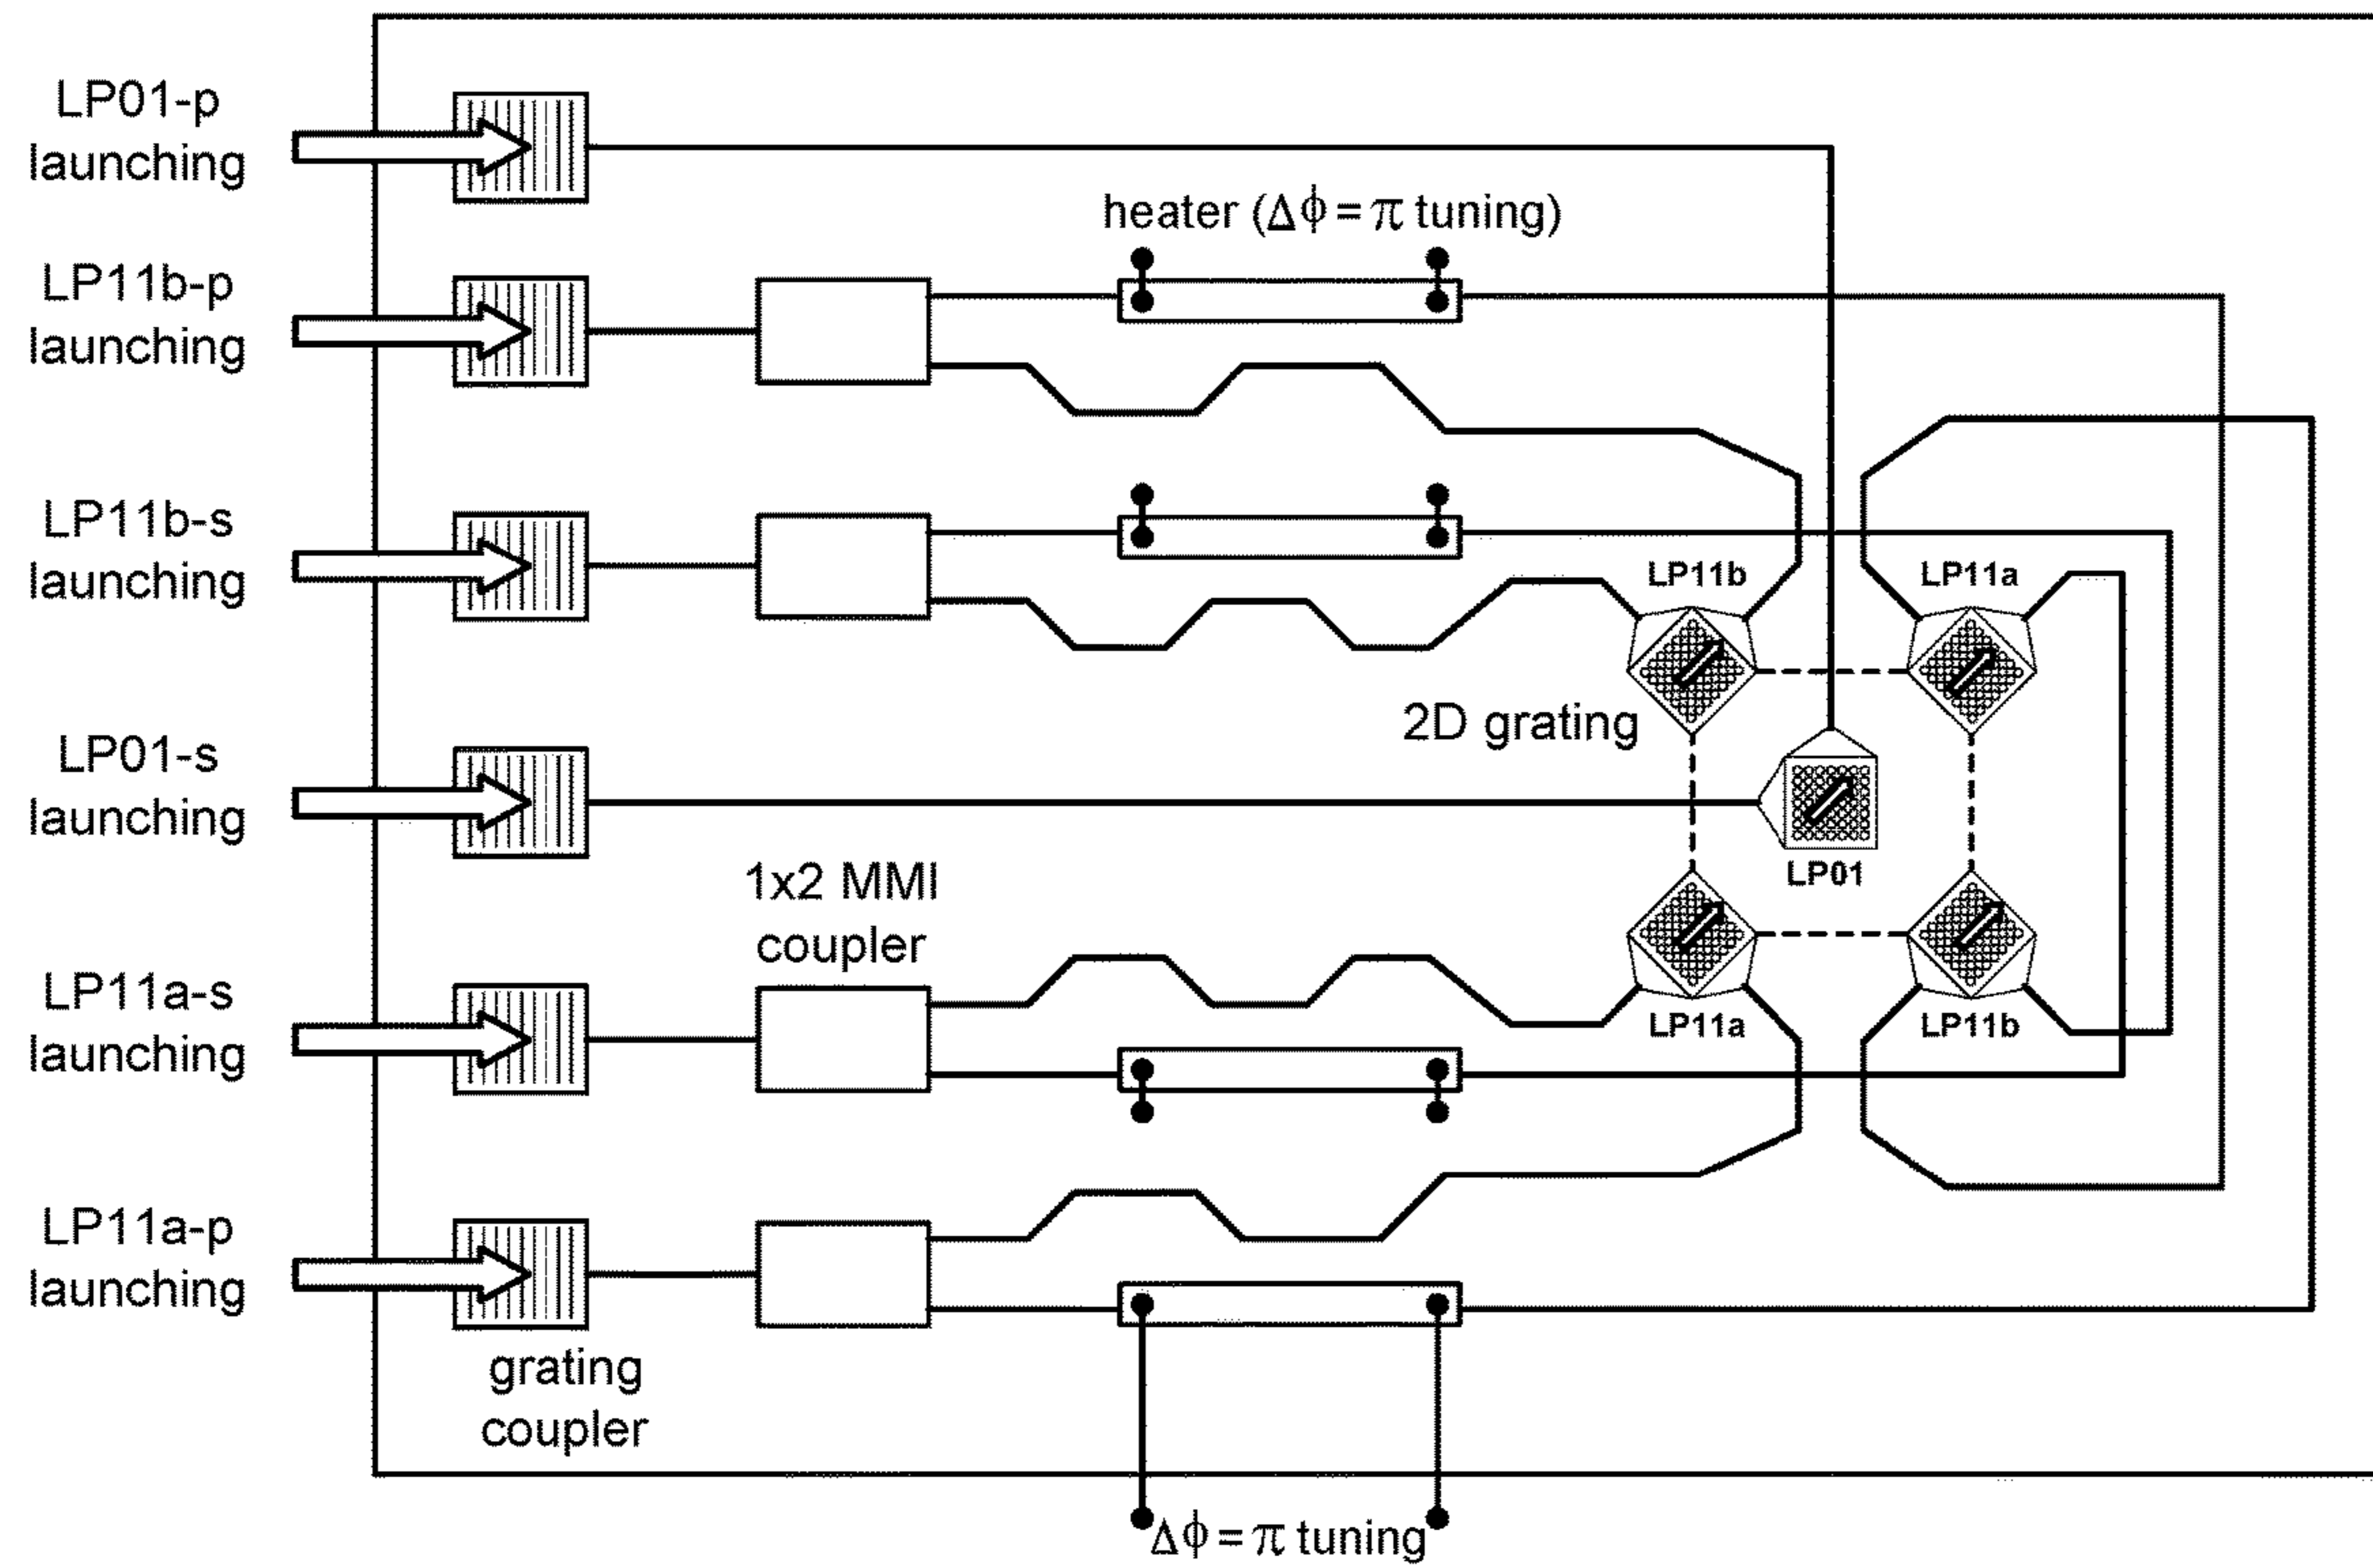 LP01-p
launching
heater (Δϕ = π tuning)
LP11b-p
launching
LP11b-s
launching
LP11b
LP11a
2D grating
LP01-s
launching
LP01
1x2 MMI
coupler
LP11a-s
launching
LP11a
LP11b
LP11a-p
launching
grating
coupler
Δϕ = π tuning